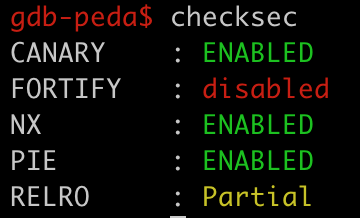 gdb-peda$ checksec
CANARY    : ENABLED
FORTIFY   : disabled
NX        : ENABLED
PIE       : ENABLED
RELRO     : Partial